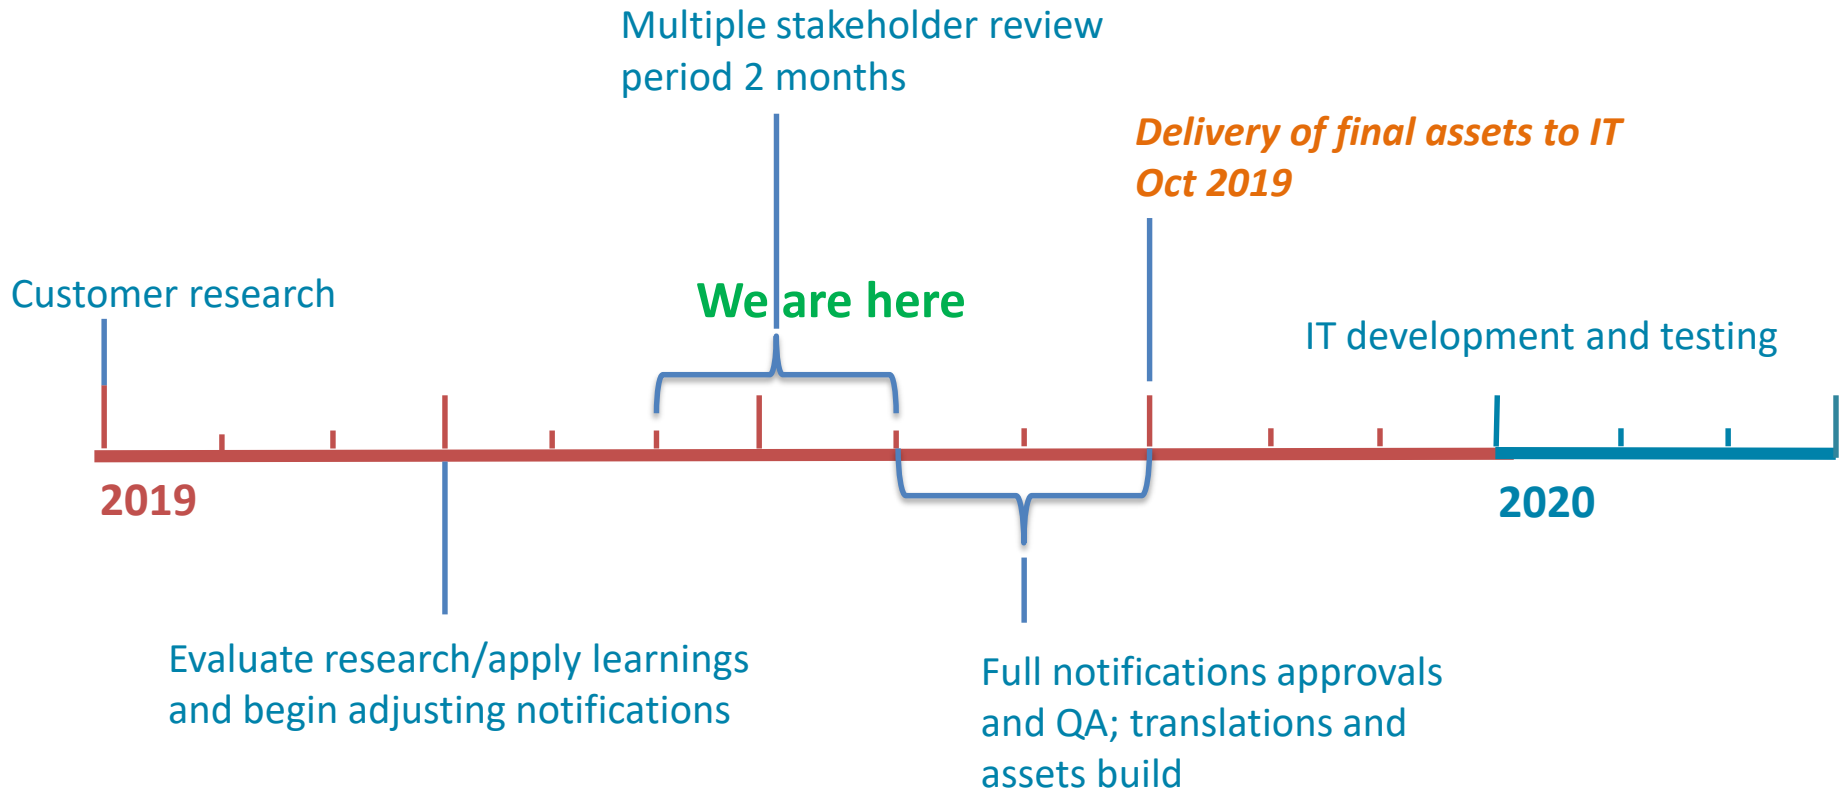 Multiple stakeholder review
period 2 months
Delivery of final assets to IT
Oct 2019
Customer research
We are here
IT development and testing
2019
2020
Evaluate research/apply learnings
and begin adjusting notifications
Full notifications approvals
and QA; translations and
assets build